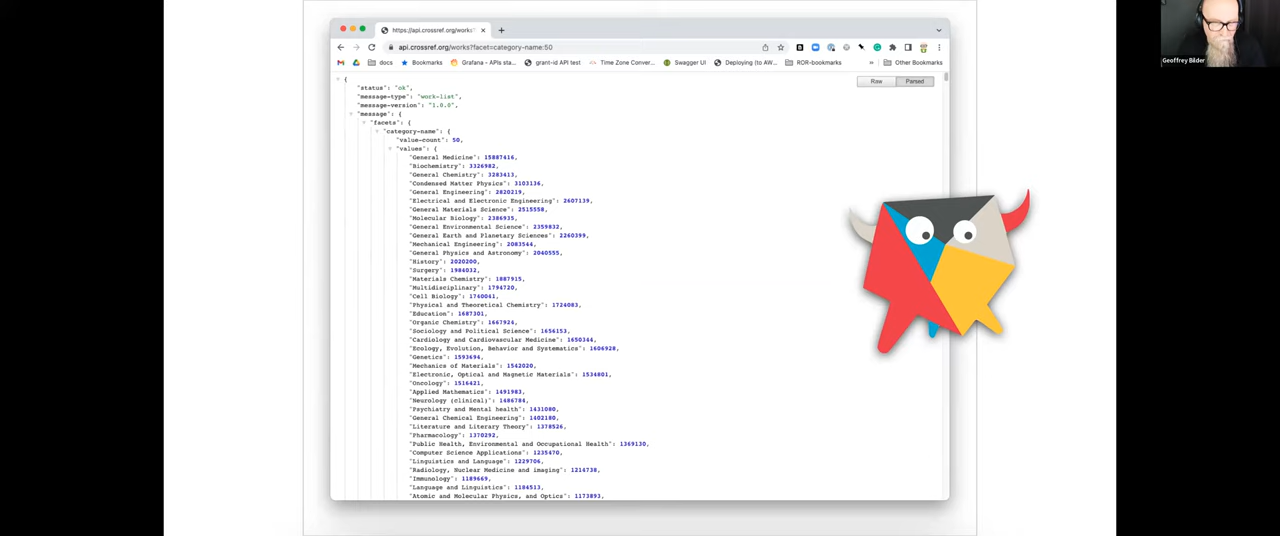 https://api.crossref.org/works?
api.crossref.org/works?facet=category-name:50
docs
Bookmarks
Grafana - APIs sta...
grant-id API test
Time Zone Conver...
Swagger UI
Deploying (to AW...
ROR-bookmarks
»
Other Bookmarks
Raw
Parsed
{
"status": "ok",
"message-type": "work-list",
"message-version": "1.0.0",
"message": {
"facets": {
"category-name": {
"value-count": 50,
"values": {
"General Medicine": 15887416,
"Biochemistry": 3326982,
"General Chemistry": 3283413,
"Condensed Matter Physics": 3103136,
"General Engineering": 2820219,
"Electrical and Electronic Engineering": 2607139,
"General Materials Science": 2515558,
"Molecular Biology": 2386935,
"General Environmental Science": 2359832,
"General Earth and Planetary Sciences": 2260399,
"Mechanical Engineering": 2083544,
"General Physics and Astronomy": 2040555,
"History": 2020200,
"Surgery": 1984032,
"Materials Chemistry": 1887915,
"Multidisciplinary": 1794720,
"Cell Biology": 1740041,
"Physical and Theoretical Chemistry": 1724083,
"Education": 1687301,
"Organic Chemistry": 1667924,
"Sociology and Political Science": 1656153,
"Cardiology and Cardiovascular Medicine": 1650344,
"Ecology, Evolution, Behavior and Systematics": 1606928,
"Genetics": 1593694,
"Mechanics of Materials": 1542020,
"Electronic, Optical and Magnetic Materials": 1534801,
"Oncology": 1516421,
"Applied Mathematics": 1491983,
"Neurology (clinical)": 1486784,
"Psychiatry and Mental health": 1431080,
"General Chemical Engineering": 1402180,
"Literature and Literary Theory": 1378526,
"Pharmacology": 1370292,
"Public Health, Environmental and Occupational Health": 1369130,
"Computer Science Applications": 1235470,
"Linguistics and Language": 1229706,
"Radiology, Nuclear Medicine and imaging": 1214738,
"Immunology": 1189669,
"Language and Linguistics": 1184513,
"Atomic and Molecular Physics, and Optics": 1173893,
Geoffrey Bilder